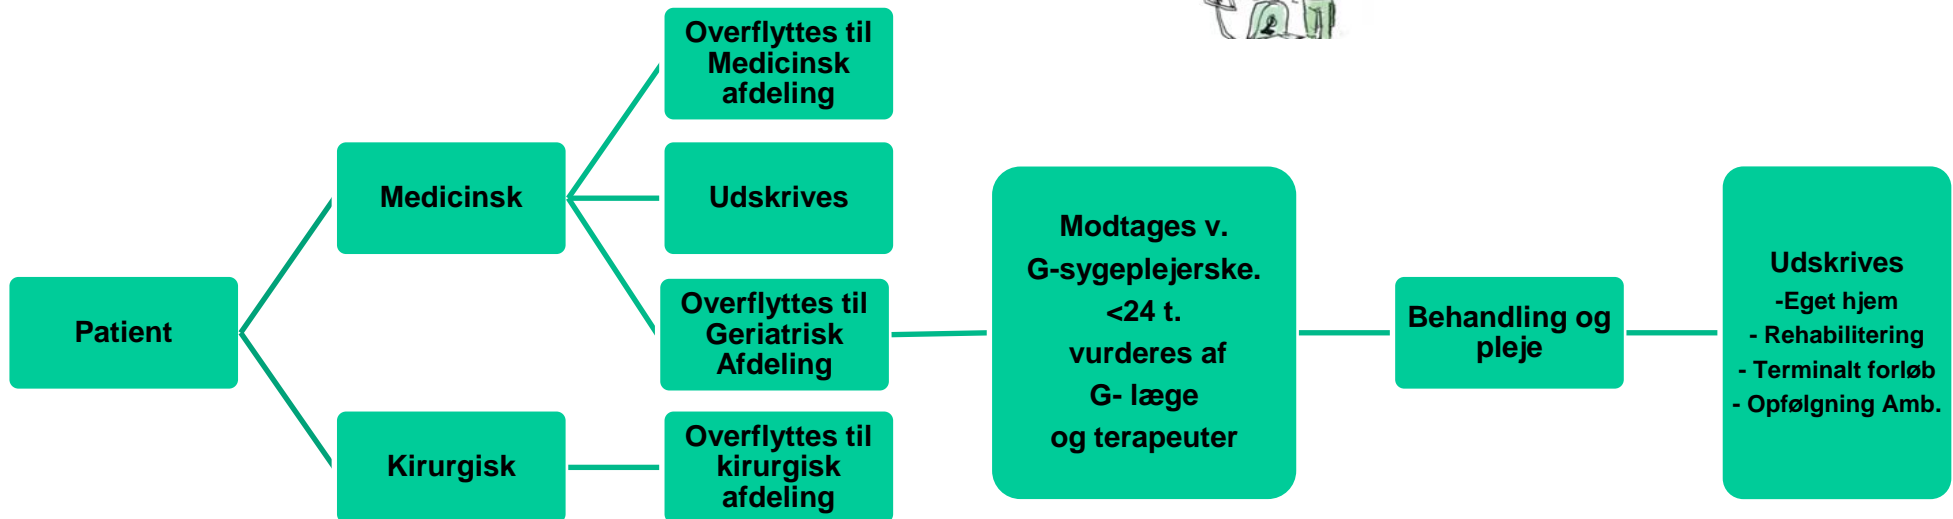 Patient
Medicinsk
Kirurgisk
Overflyttes til
Medicinsk
afdeling
Udskrives
Overflyttes til
Geriatrisk
Afdeling
Overflyttes til
kirurgisk
afdeling
Modtages v.
G-sygeplejerske.
<24 t.
vurderes af
G- læge
og terapeuter
Behandling og
pleje
Udskrives
-Eget hjem
- Rehabilitering
- Terminalt forløb
- Opfølgning Amb.